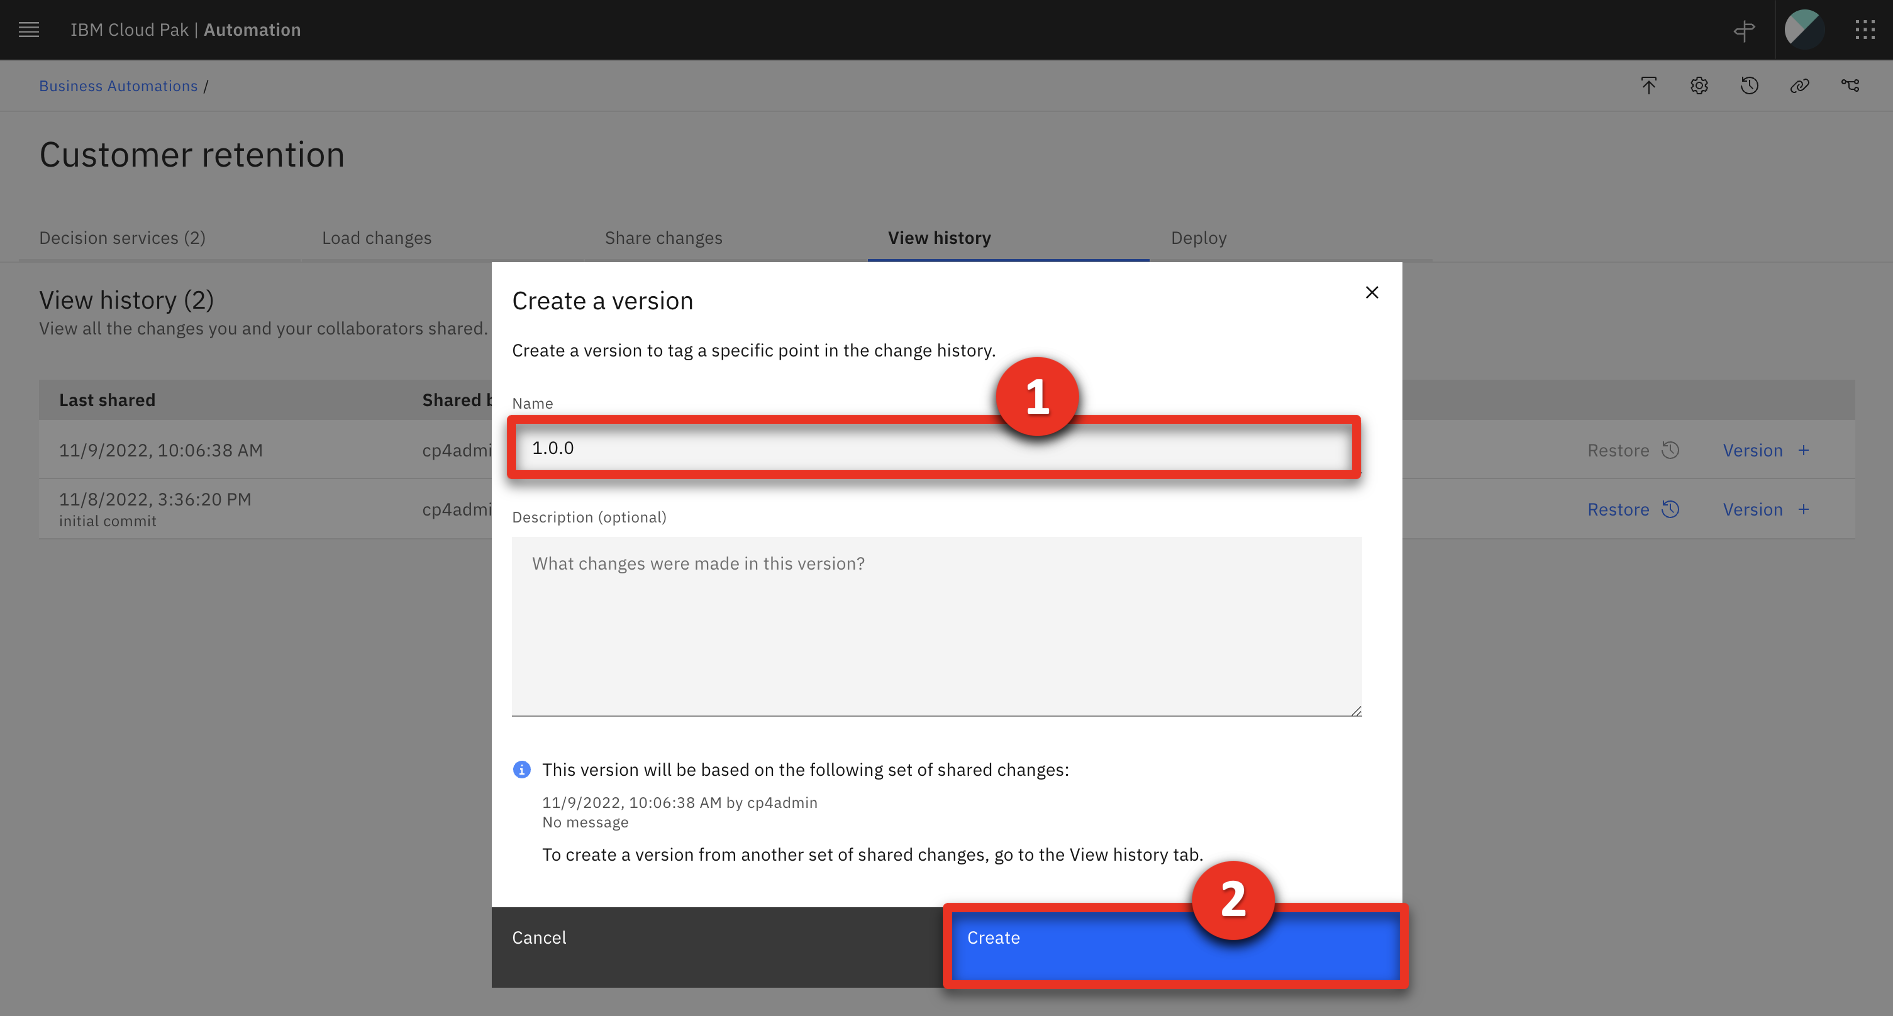 IBM Cloud Pak | Automation
Business Automations /
Customer retention
Decision services (2)
Load changes
Share changes
View history
Deploy
View history (2)
View all the changes you and your collaborators shared.
Last shared
Shared b
11/9/2022, 10:06:38 AM
cp4admi
Restore
Version +
11/8/2022, 3:36:20 PM
initial commit
cp4admi
Restore
Version +
Create a version
Create a version to tag a specific point in the change history.
1
Name
1.0.0
Description (optional)
What changes were made in this version?
This version will be based on the following set of shared changes:
11/9/2022, 10:06:38 AM by cp4admin
No message
To create a version from another set of shared changes, go to the View history tab.
2
Cancel
Create